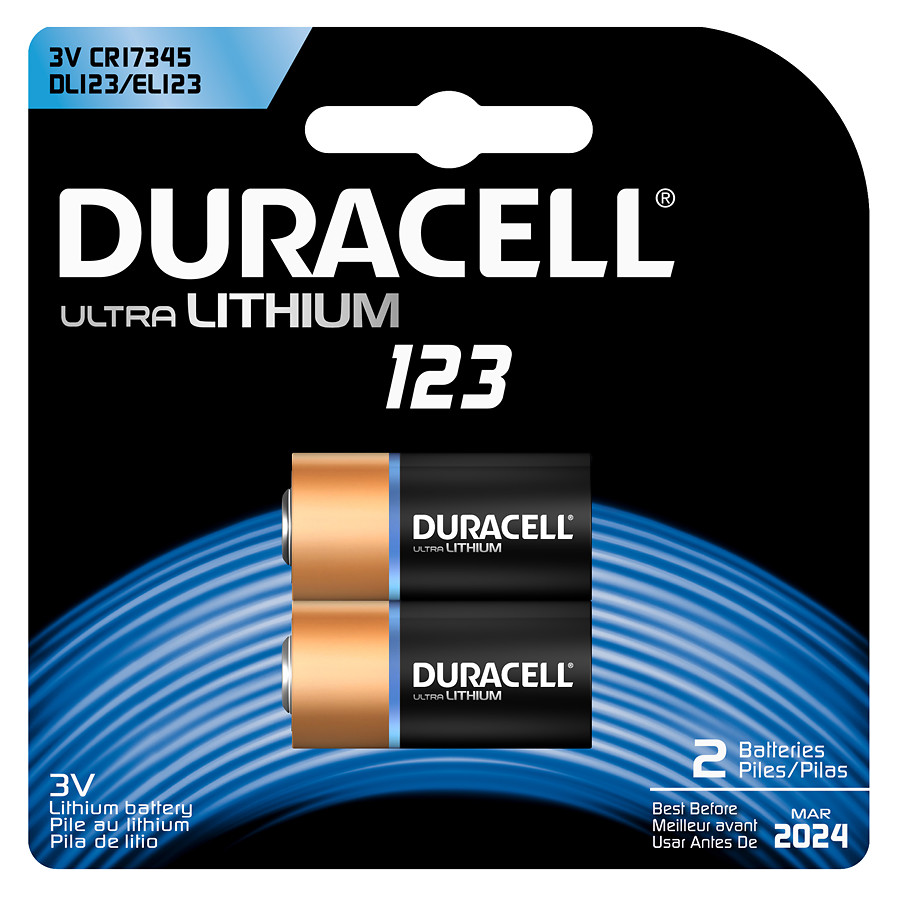 3V CR17345
DL123/EL123
DURACELL®
ULTRA LITHIUM
123
DURACELL®
ULTRA LITHIUM
DURACELL®
ULTRA LITHIUM
3V
Lithium battery
Pile au lithium
Pila de litio
2 Batteries
Piles/Pilas
Best Before
Meilleur avant
Usar Antes De
MAR
2024